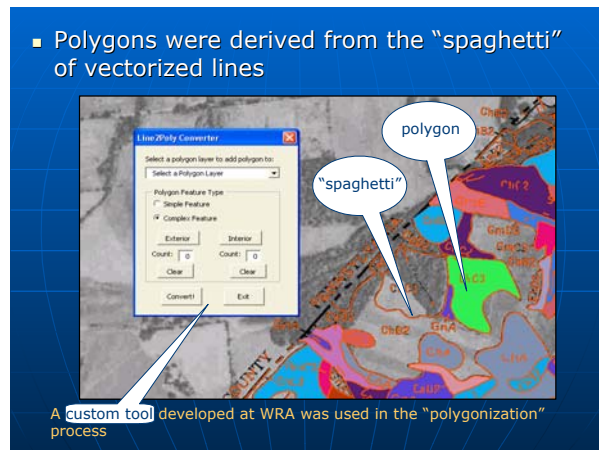 Polygons were derived from the “spaghetti”
of vectorized lines
Line2Poly Converter
Select a polygon layer to add polygon to:
Select a Polygon Layer
Polygon Feature Type
Simple Feature
Complex Feature
Exterior Interior
Count: 0 Count: 0
Clear Clear
Convert! Exit
polygon
“spaghetti”
ChB2
GnA
COUNTY
A custom tool developed at WRA was used in the “polygonization”
process